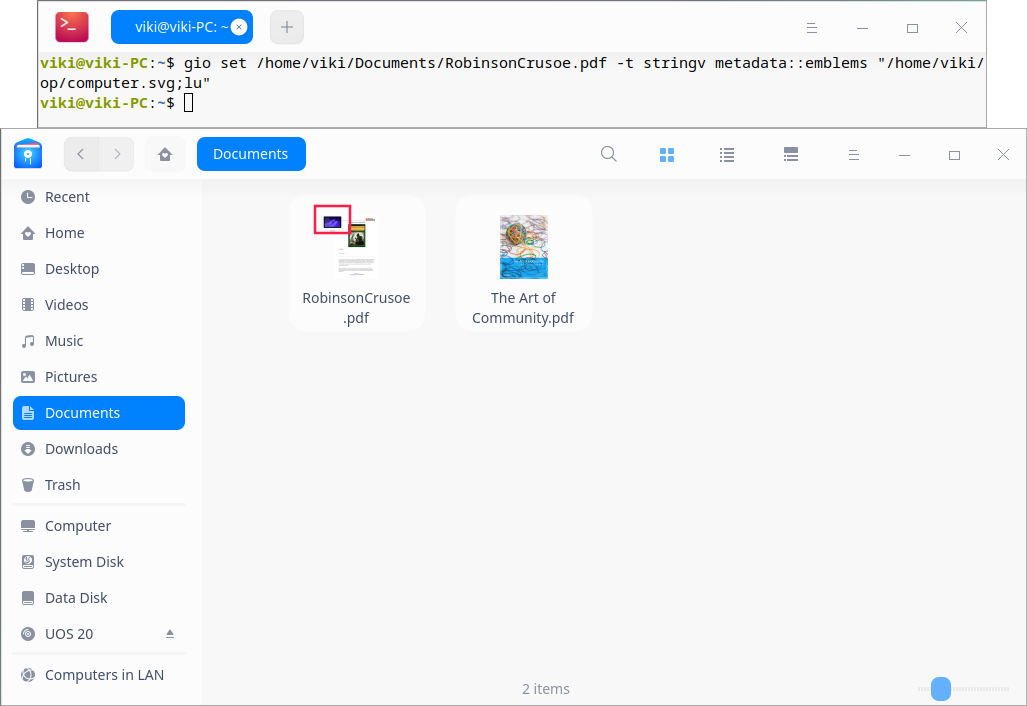 viki@viki-PC: ~
viki@viki-PC:~$ gio set /home/viki/Documents/RobinsonCrusoe.pdf -t stringv metadata::emblems "/home/viki/
op/computer.svg;lu"
viki@viki-PC:~$
Documents
Recent
Home
Desktop
Videos
Music
Pictures
Documents
Downloads
Trash
Computer
System Disk
Data Disk
UOS 20
Computers in LAN
RobinsonCrusoe
.pdf
The Art of
Community.pdf
2 items